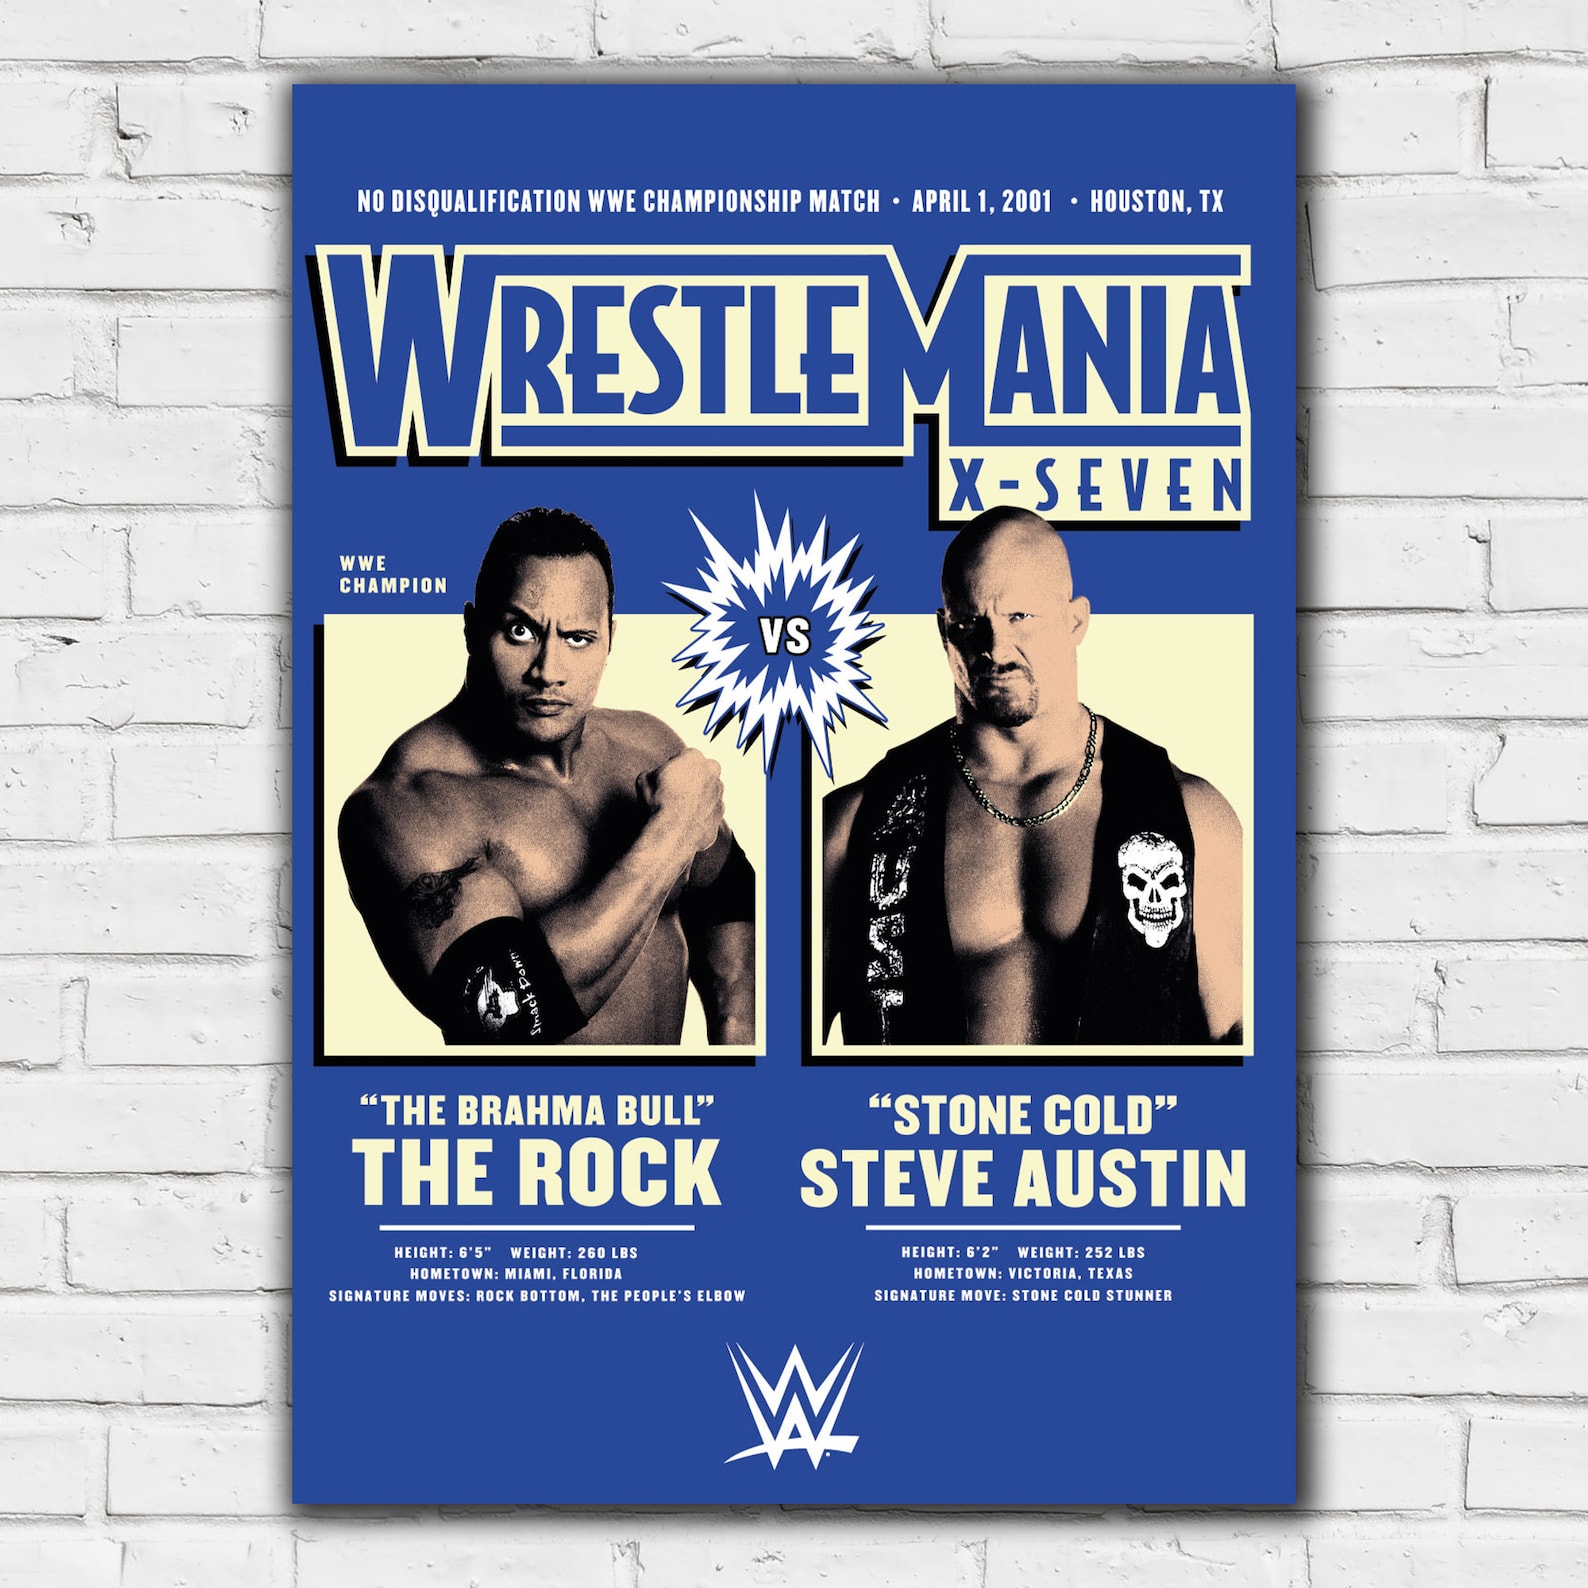 NO DISQUALIFICATION WWE CHAMPIONSHIP MATCH • APRIL 1, 2001 • HOUSTON, TX
WRESTLEMANIA
X-SEVEN
WWE
CHAMPION
VS
Smack Down
“THE BRAHMA BULL”
THE ROCK
HEIGHT: 6’5” WEIGHT: 260 LBS
HOMETOWN: MIAMI, FLORIDA
SIGNATURE MOVES: ROCK BOTTOM, THE PEOPLE’S ELBOW
“STONE COLD”
STEVE AUSTIN
HEIGHT: 6’2” WEIGHT: 252 LBS
HOMETOWN: VICTORIA, TEXAS
SIGNATURE MOVE: STONE COLD STUNNER
W